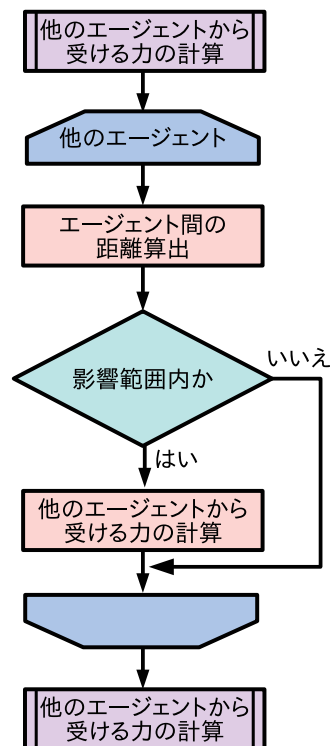 他のエージェントから
受ける力の計算
他のエージェント
エージェント間の
距離算出
影響範囲内か
いいえ
はい
他のエージェントから
受ける力の計算
他のエージェントから
受ける力の計算